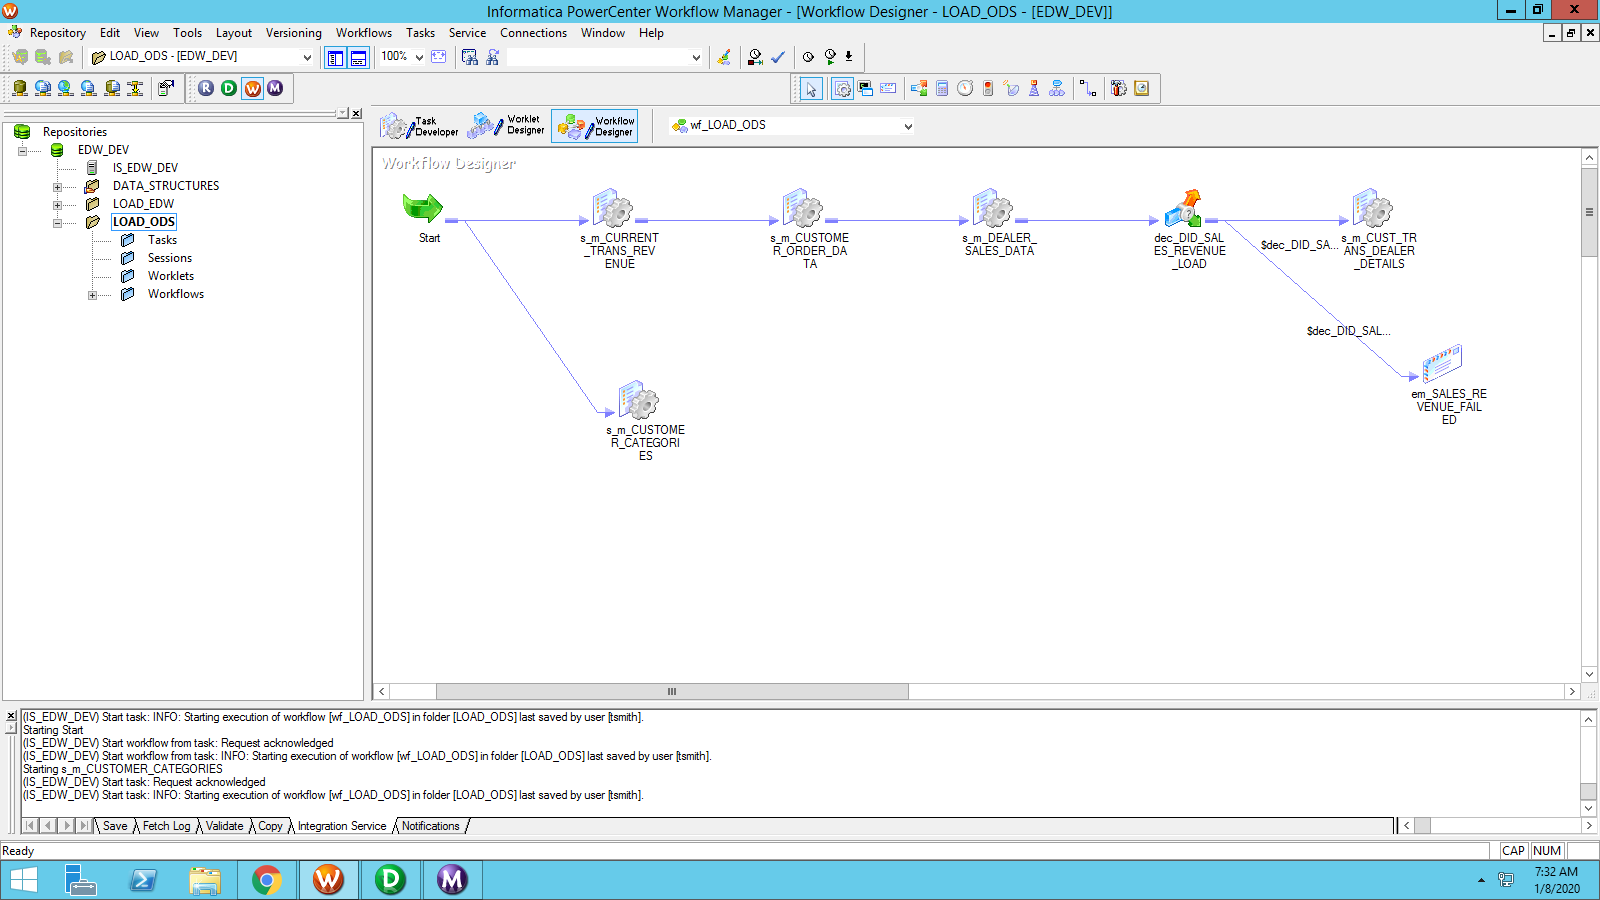 Informatica PowerCenter Workflow Manager - [Workflow Designer - LOAD_ODS - [EDW_DEV]]
Repository Edit View Tools Layout Versioning Workflows Tasks Service Connections Window Help
LOAD_ODS - [EDW_DEV]
100%
R D W M
Repositories
EDW_DEV
IS_EDW_DEV
DATA_STRUCTURES
LOAD_EDW
LOAD_ODS
Tasks
Sessions
Worklets
Workflows
Task Developer
Worklet Designer
Workflow Designer
wf_LOAD_ODS
Workflow Designer
Start
s_m_CURRENT
_TRANS_REV
ENUE
s_m_CUSTOME
R_ORDER_DA
TA
s_m_DEALER_
SALES_DATA
dec_DID_SAL
ES_REVENUE
_LOAD
$dec_DID_SA...
s_m_CUST_TR
ANS_DEALER
_DETAILS
$dec_DID_SAL...
em_SALES_RE
VENUE_FAIL
ED
s_m_CUSTOME
R_CATEGORI
ES
(IS_EDW_DEV) Start task: INFO: Starting execution of workflow [wf_LOAD_ODS] in folder [LOAD_ODS] last saved by user [tsmith].
Starting Start
(IS_EDW_DEV) Start workflow from task: Request acknowledged
(IS_EDW_DEV) Start workflow from task: INFO: Starting execution of workflow [wf_LOAD_ODS] in folder [LOAD_ODS] last saved by user [tsmith].
Starting s_m_CUSTOMER_CATEGORIES
(IS_EDW_DEV) Start task: Request acknowledged
(IS_EDW_DEV) Start task: INFO: Starting execution of workflow [wf_LOAD_ODS] in folder [LOAD_ODS] last saved by user [tsmith].
Save Fetch Log Validate Copy Integration Service Notifications
Ready
CAP NUM
W D M
7:32 AM
1/8/2020